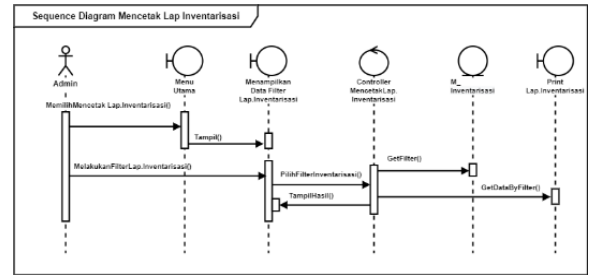 Sequence Diagram Mencetak Lap Inventarisasi
Admin
Menu
Utama
Menampilkan
Data Filter
Lap.Inventarisasi
Controller
MencetakLap.
Inventarisasi
M_
Inventarisasi
Print
Lap.Inventarisasi
MemilihMencetak Lap.Inventarisasi()
Tampil()
MelakukanFilterLap.Inventarisasi()
PilihFilterInventarisasi()
GetFilter()
TampilHasil()
GetDataByFilter()